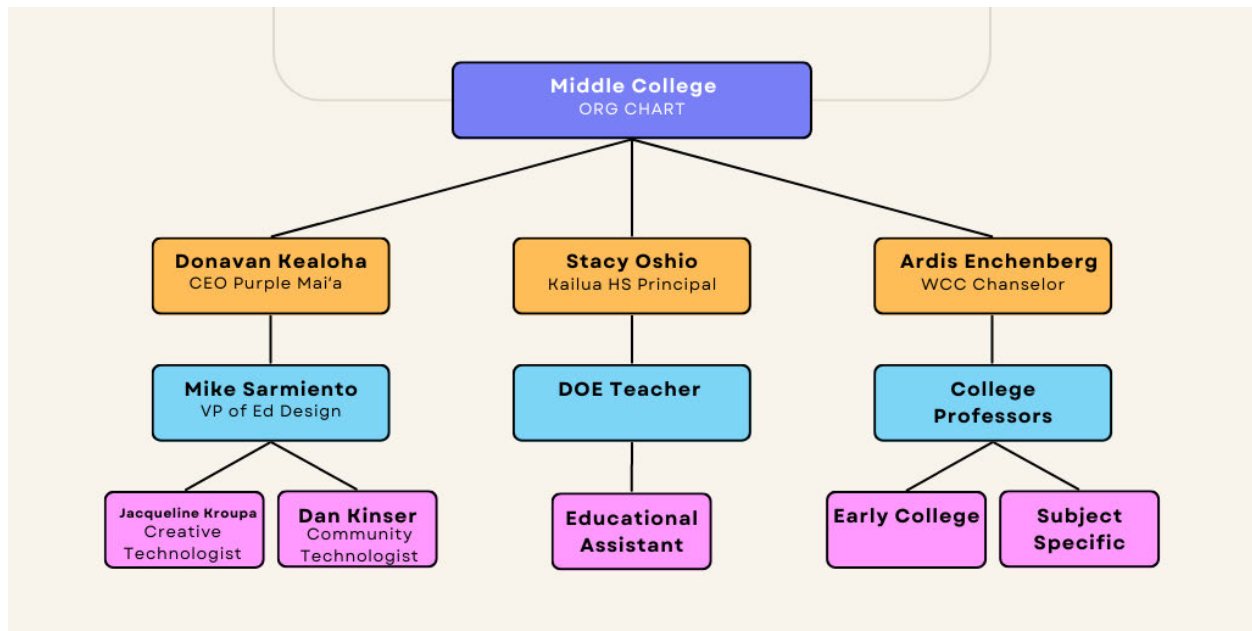 Middle College
ORG CHART
Donavan Kealoha
CEO Purple Mai'a
Stacy Oshio
Kailua HS Principal
Ardis Enchenberg
WCC Chanselor
Mike Sarmiento
VP of Ed Design
DOE Teacher
College
Professors
Jacqueline Kroupa
Creative
Technologist
Dan Kinser
Community
Technologist
Educational
Assistant
Early College
Subject
Specific